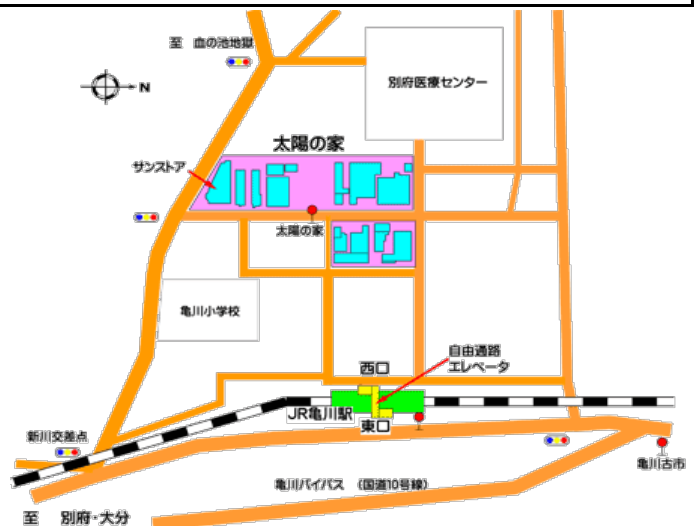 至 血の池地獄
N
別府医療センター
太陽の家
サンストア
太陽の家
亀川小学校
自由通路
エレベータ
西口
JR亀川駅
東口
新川交差点
亀川古市
亀川バイパス (国道10号線)
至 別府・大分